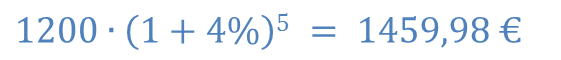 1200 · (1 + 4%)⁵ = 1459,98 €